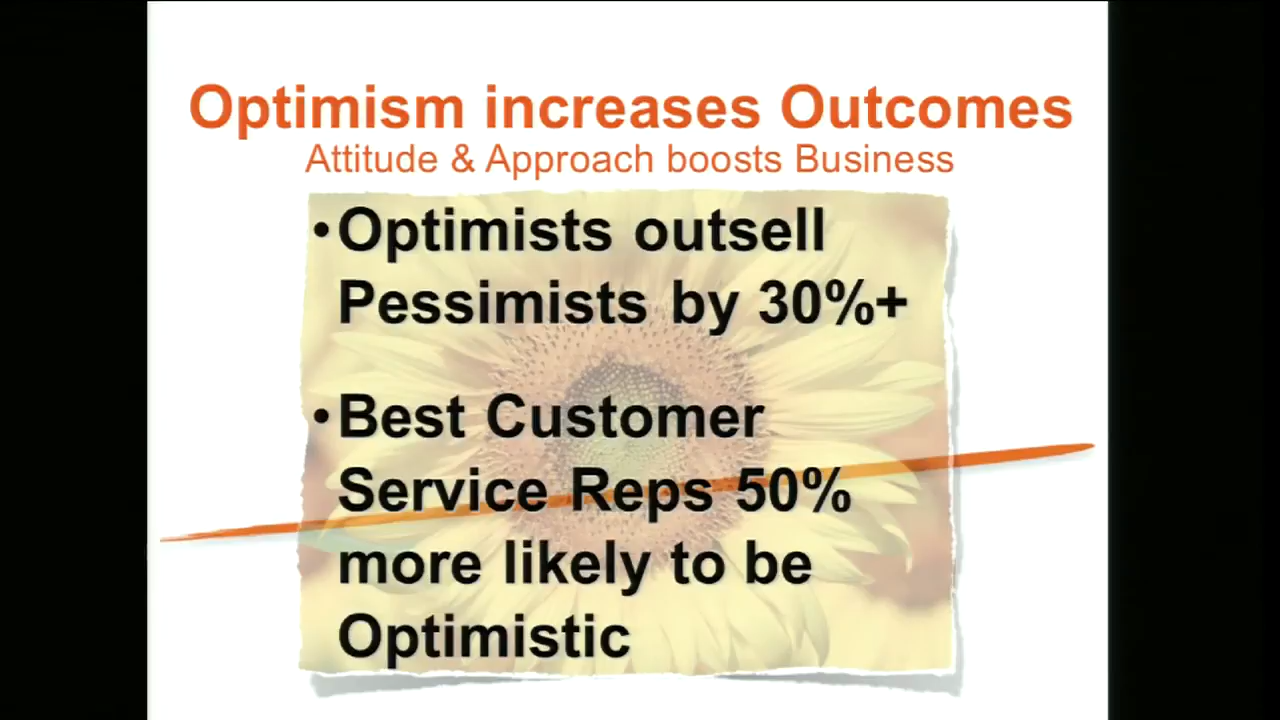 Optimism increases Outcomes
Attitude & Approach boosts Business
•Optimists outsell
Pessimists by 30%+
•Best Customer
Service Reps 50%
more likely to be
Optimistic